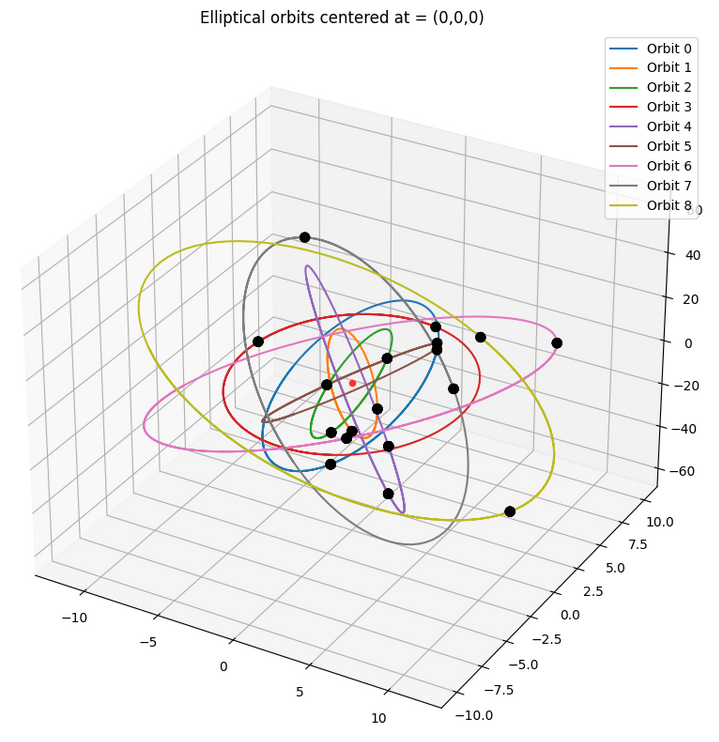 Elliptical orbits centered at = (0,0,0)
Orbit 0
Orbit 1
Orbit 2
Orbit 3
Orbit 4
Orbit 5
Orbit 6
Orbit 7
Orbit 8
40
20
0
−20
−40
−60
10.0
7.5
5.0
2.5
0.0
−2.5
−5.0
−7.5
−10.0
−10
−5
0
5
10